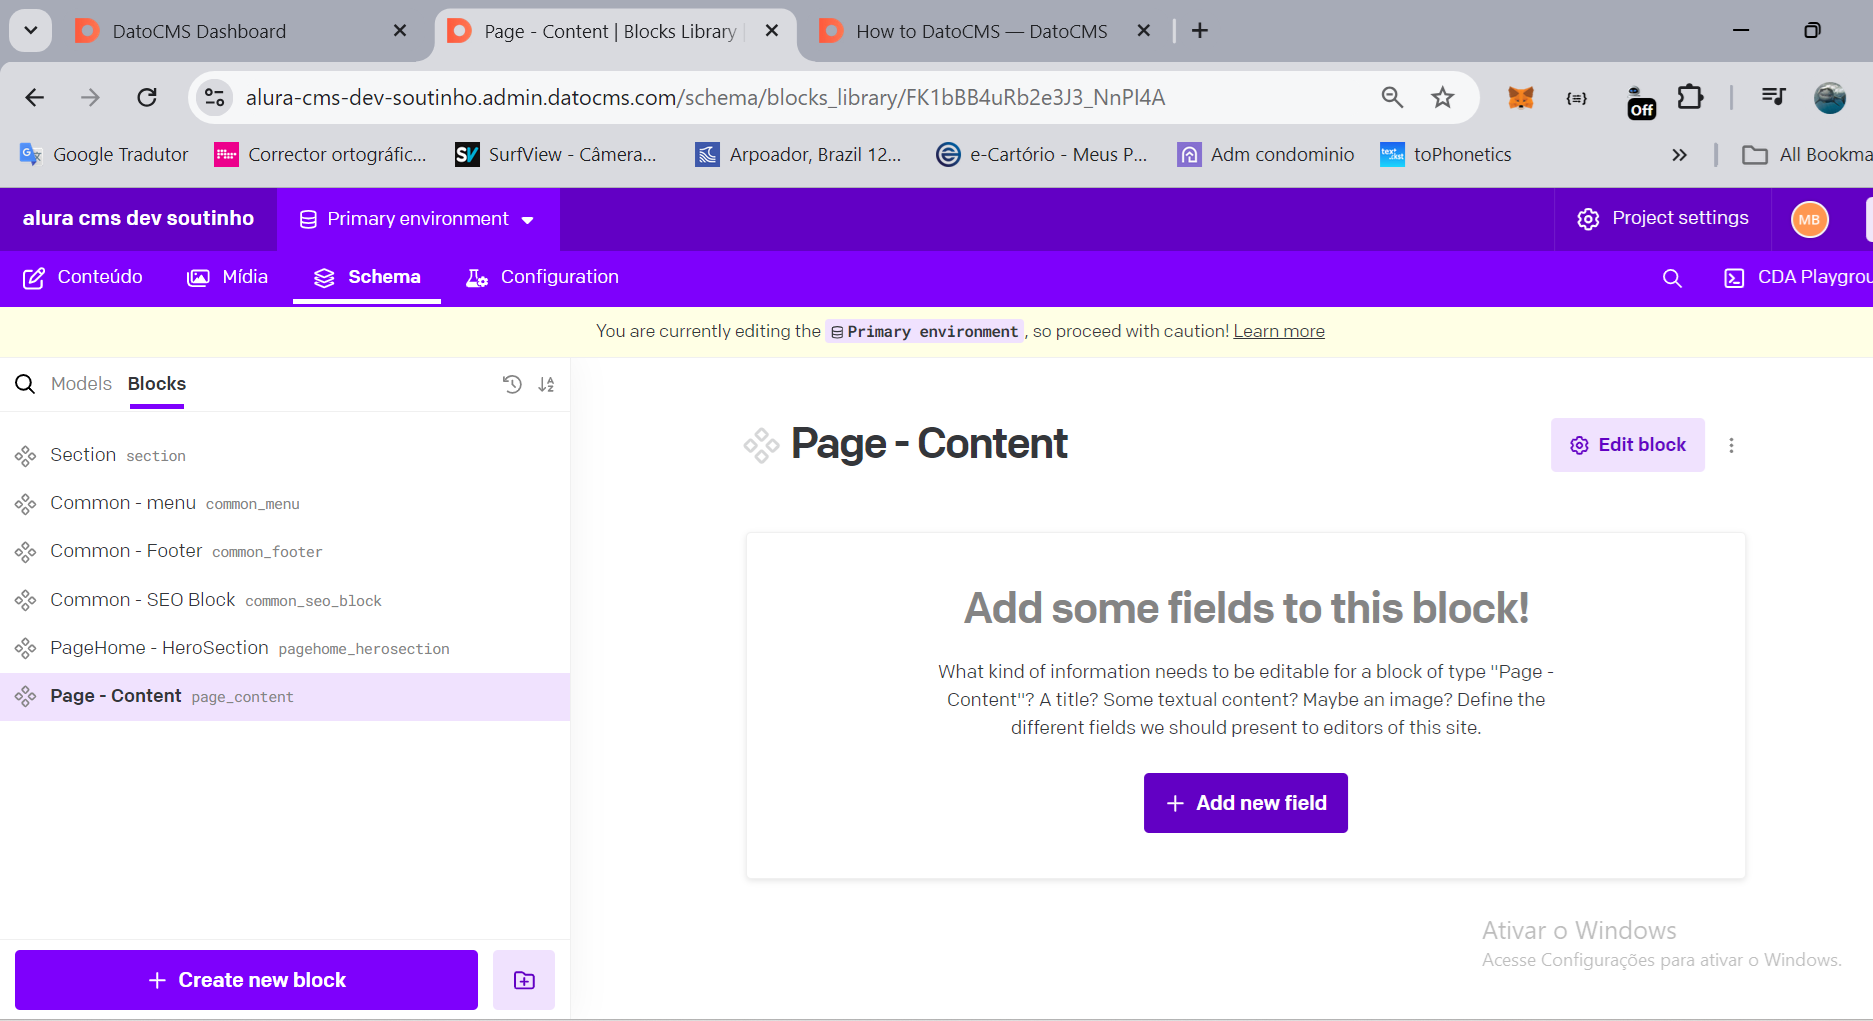 DatoCMS Dashboard
Page - Content | Blocks Library
How to DatoCMS — DatoCMS
alura-cms-dev-soutinho.admin.datocms.com/schema/blocks_library/FK1bBB4uRb2e3J3_NnPI4A
{≡}
Off
Google Tradutor
Corrector ortográfic...
SV
SurfView - Câmera...
Arpoador, Brazil 12...
e-Cartório - Meus P...
Adm condominio
toPhonetics
All Bookma
alura cms dev soutinho
Primary environment
Project settings
MB
Conteúdo
Mídia
Schema
Configuration
CDA Playgrou
You are currently editing the Primary environment, so proceed with caution! Learn more
Models
Blocks
Section section
Common - menu common_menu
Common - Footer common_footer
Common - SEO Block common_seo_block
PageHome - HeroSection pagehome_herosection
Page - Content page_content
+ Create new block
Page - Content
Edit block
Add some fields to this block!
What kind of information needs to be editable for a block of type "Page -
Content"? A title? Some textual content? Maybe an image? Define the
different fields we should present to editors of this site.
+ Add new field
Ativar o Windows
Acesse Configurações para ativar o Windows.